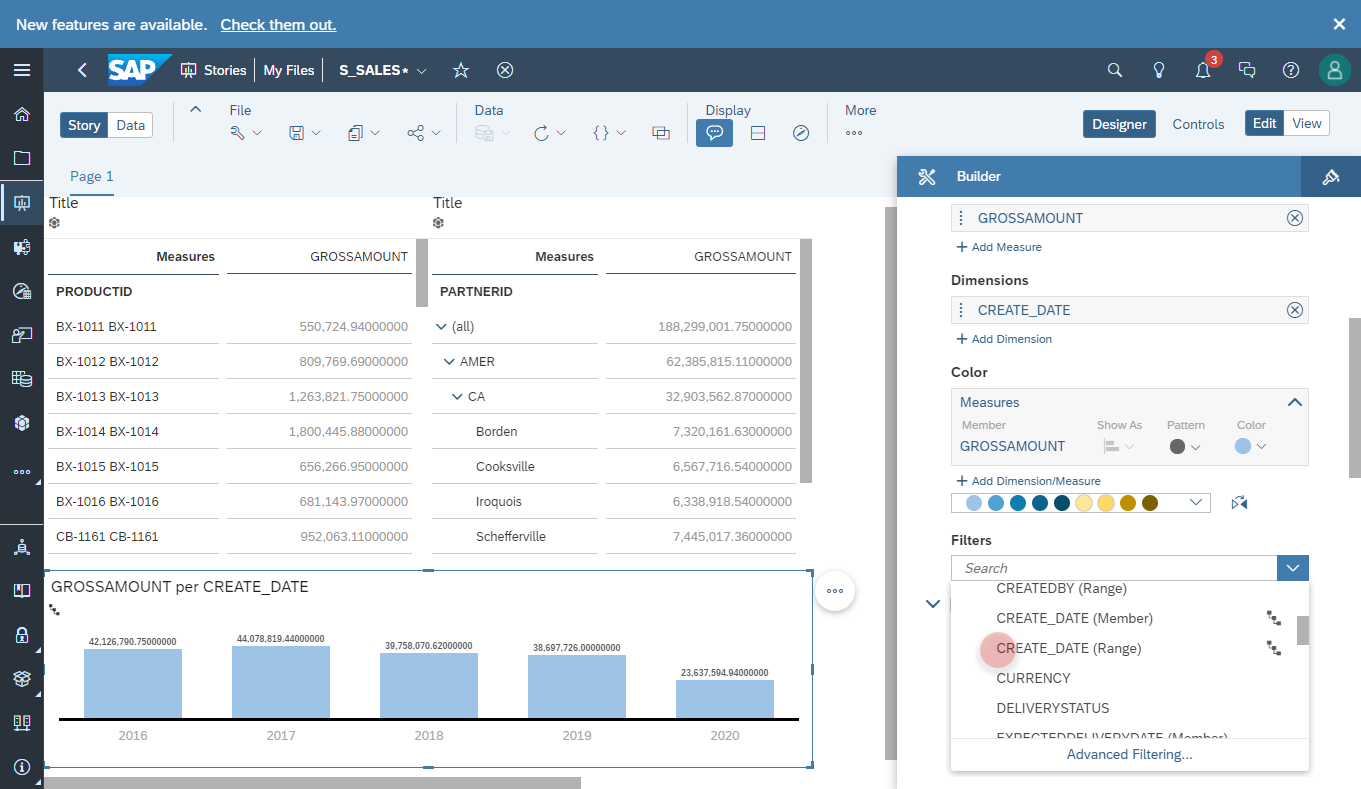 New features are available. Check them out.
SAP Stories My Files S_SALES* 3
Story Data File Data Display More Designer Controls Edit View
Page 1
Builder
Title Title
GROSSAMOUNT
Add Measure
Measures GROSSAMOUNT Measures GROSSAMOUNT
PRODUCTID PARTNERID
BX-1011 BX-1011 550,724.94000000 (all) 188,299,001.75000000
BX-1012 BX-1012 809,769.69000000 AMER 62,385,815.11000000
BX-1013 BX-1013 1,263,821.75000000 CA 32,903,562.87000000
BX-1014 BX-1014 1,800,445.88000000 Borden 7,320,161.63000000
BX-1015 BX-1015 656,266.95000000 Cooksville 6,567,716.54000000
BX-1016 BX-1016 681,143.97000000 Iroquois 6,338,918.54000000
CB-1161 CB-1161 952,063.11000000 Schefferville 7,445,017.36000000
GROSSAMOUNT per CREATE_DATE
42,126,790.75000000 44,078,819.44000000 39,758,070.62000000 38,697,726.00000000 23,637,594.94000000
2016 2017 2018 2019 2020
Dimensions
CREATE_DATE
Add Dimension
Color
Measures
Member Show As Pattern Color
GROSSAMOUNT
Add Dimension/Measure
Filters
Search
CREATEDBY (Range)
CREATE_DATE (Member)
CREATE_DATE (Range)
CURRENCY
DELIVERYSTATUS
EXPECTEDDELIVERYDATE (Member)
Advanced Filtering...